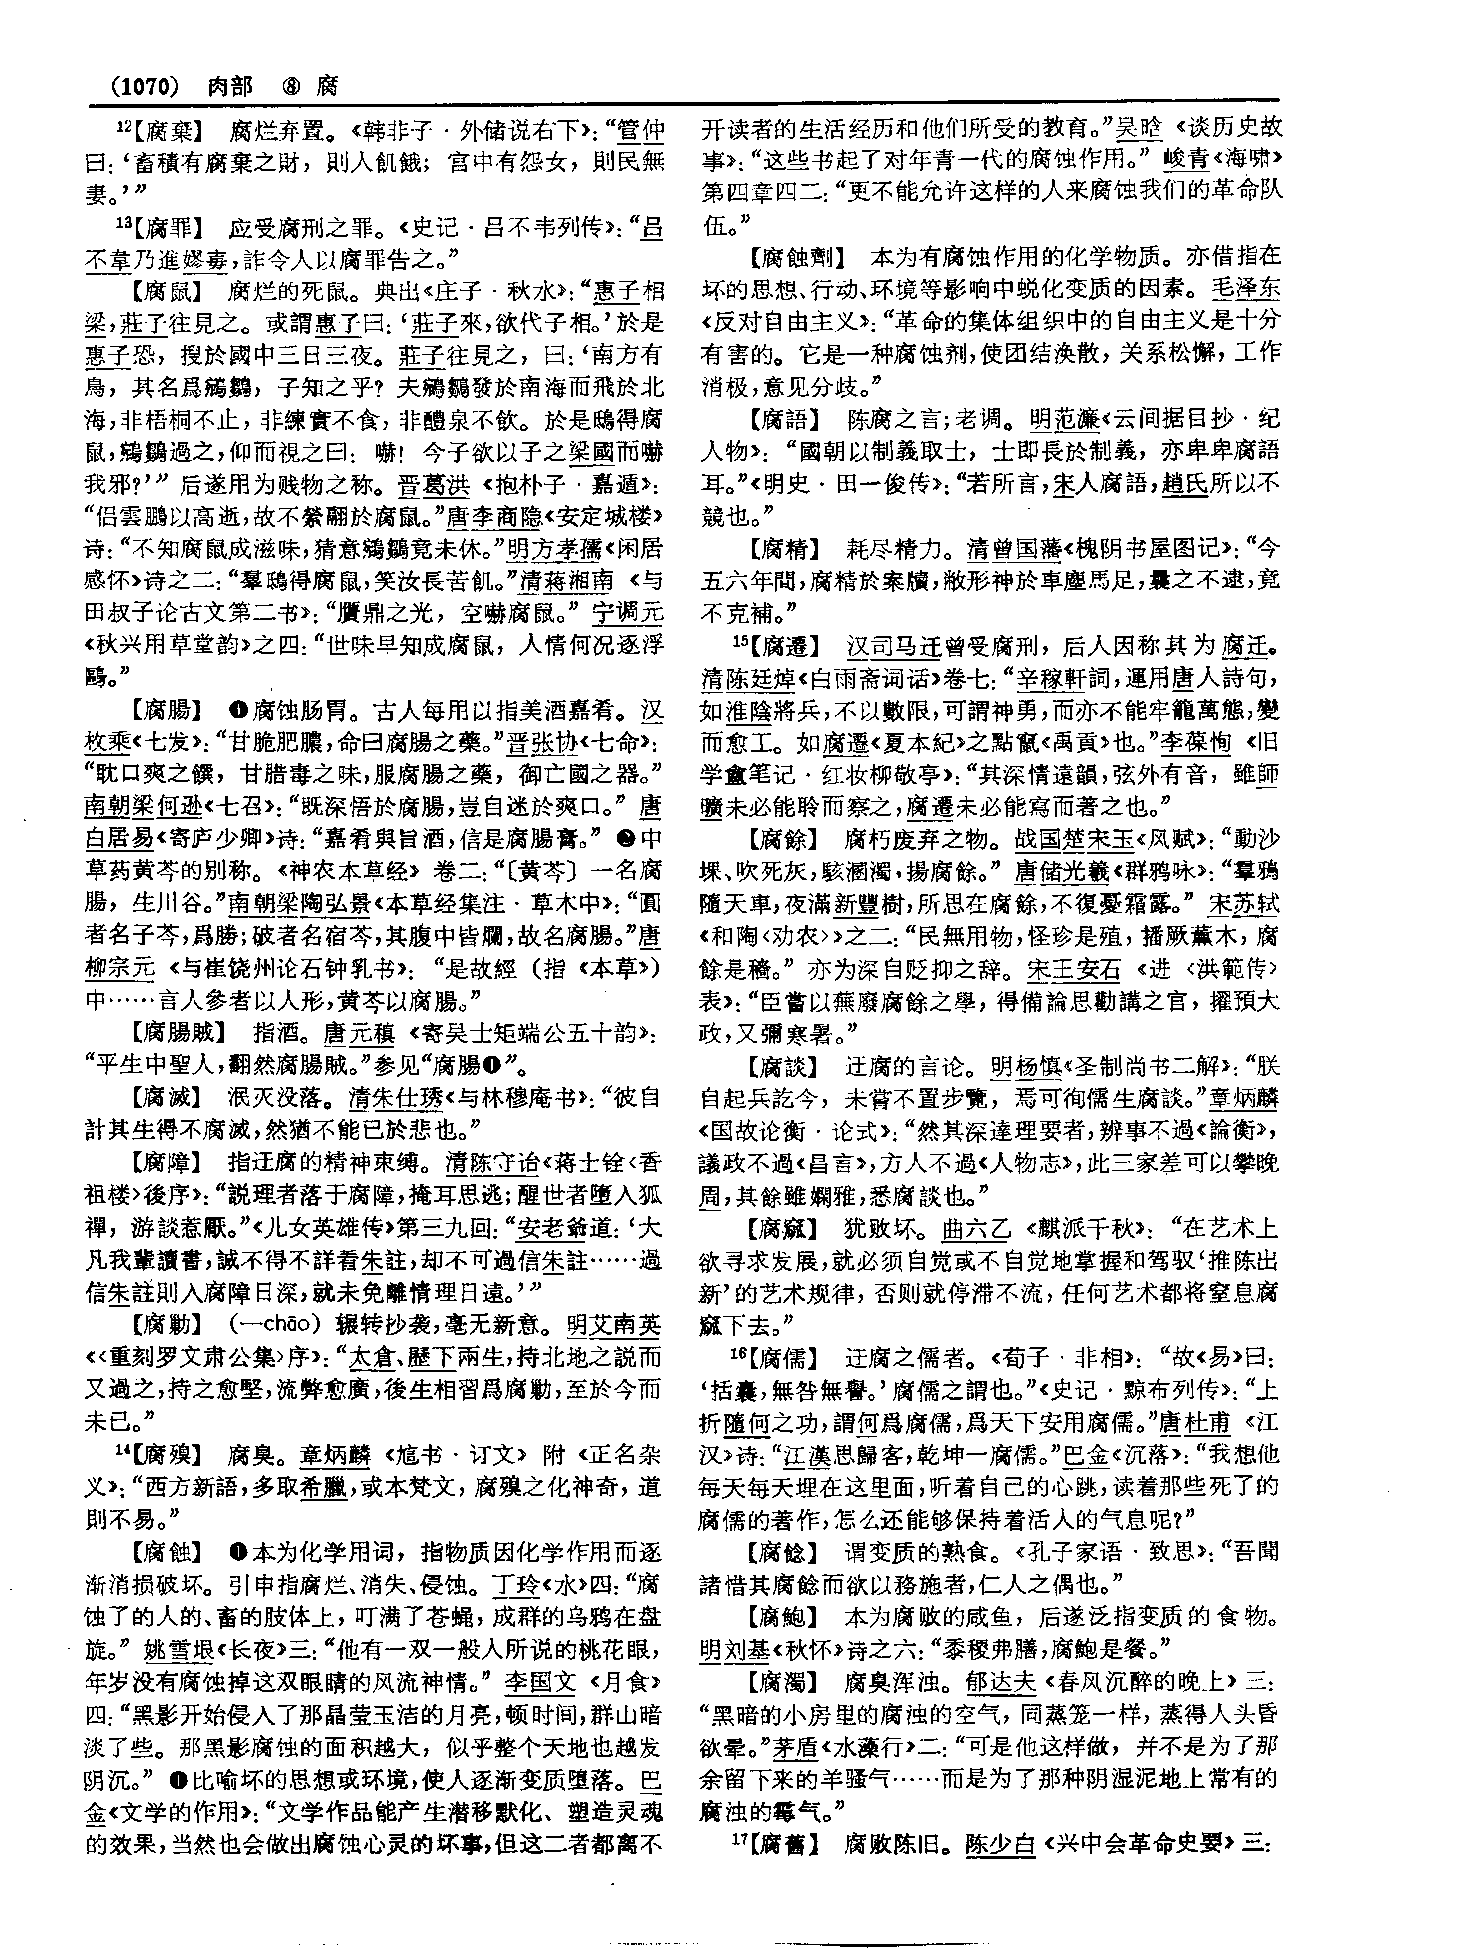 (1070) 肉部 ⑧ 腐
12【腐棄】 腐烂弃置。《韩非子·外储说右下》：“管仲
曰：‘畜積有腐棄之財，則人飢餓；宫中有怨女，則民無
妻。’”
13【腐罪】 应受腐刑之罪。《史记·吕不韦列传》：“吕
不韋乃進嫪毐，詐令人以腐罪告之。”
【腐鼠】 腐烂的死鼠。典出《庄子·秋水》：“惠子相
梁，莊子往見之。或謂惠子曰：‘莊子來，欲代子相。’於是
惠子恐，搜於國中三日三夜。莊子往見之，曰：‘南方有
鳥，其名爲鵷鶵，子知之乎？夫鵷鶵發於南海而飛於北
海，非梧桐不止，非練實不食，非醴泉不飲。於是鴟得腐
鼠，鵷鶵過之，仰而視之曰：嚇！今子欲以子之梁國而嚇
我邪？’”后遂用为贱物之称。晋葛洪《抱朴子·嘉遁》：
“侣雲鵬以高逝，故不縈翮於腐鼠。”唐李商隐《安定城楼》
诗：“不知腐鼠成滋味，猜意鵷鶵竟未休。”明方孝孺《闲居
感怀》诗之二：“羣鴟得腐鼠，笑汝長苦飢。”清蒋湘南《与
田叔子论古文第二书》：“贋鼎之光，空嚇腐鼠。”宁调元
《秋兴用草堂韵》之四：“世味早知成腐鼠，人情何况逐浮
鷗。”
【腐腸】 ❶腐蚀肠胃。古人每用以指美酒嘉肴。汉
枚乘《七发》：“甘脆肥膿，命曰腐腸之藥。”晋张协《七命》：
“耽口爽之饌，甘腊毒之味，服腐腸之藥，御亡國之器。”
南朝梁何逊《七召》：“既深悟於腐腸，豈自迷於爽口。”唐
白居易《寄庐少卿》诗：“嘉肴與旨酒，信是腐腸膏。”❷中
草药黄芩的别称。《神农本草经》卷二：“〔黄芩〕一名腐
腸，生川谷。”南朝梁陶弘景《本草经集注·草木中》：“圓
者名子芩，爲勝；破者名宿芩，其腹中皆爛，故名腐腸。”唐
柳宗元《与崔饶州论石钟乳书》：“是故經（指《本草》）
中……言人參者以人形，黄芩以腐腸。”
【腐腸賊】 指酒。唐元稹《寄吴士矩端公五十韵》：
“平生中聖人，翻然腐腸賊。”参见“腐腸❶”。
【腐滅】 泯灭没落。清朱仕琇《与林穆庵书》：“彼自
計其生得不腐滅，然猶不能已於悲也。”
【腐障】 指迂腐的精神束缚。清陈守诒《蒋士铨〈香
祖楼〉後序》：“説理者落于腐障，掩耳思逃；醒世者墮入狐
禪，游談惹厭。”《儿女英雄传》第三九回：“安老爺道：‘大
凡我輩讀書，誠不得不詳看朱註，却不可過信朱註……過
信朱註則入腐障日深，就未免離情理日遠。’”
【腐勦】 （一chāo）辗转抄袭，毫无新意。明艾南英
《〈重刻罗文肃公集〉序》：“太倉、歷下兩生，持北地之説而
又過之，持之愈堅，流弊愈廣，後生相習爲腐勦，至於今而
未已。”
14【腐殠】 腐臭。章炳麟《訄书·订文》附《正名杂
义》：“西方新語，多取希臘，或本梵文，腐殠之化神奇，道
則不易。”
【腐蝕】 ❶本为化学用词，指物质因化学作用而逐
渐消损破坏。引申指腐烂、消失、侵蚀。丁玲《水》四：“腐
蚀了的人的、畜的肢体上，叮满了苍蝇，成群的乌鸦在盘
旋。”姚雪垠《长夜》三：“他有一双一般人所说的桃花眼，
年岁没有腐蚀掉这双眼睛的风流神情。”李国文《月食》
四：“黑影开始侵入了那晶莹玉洁的月亮，顿时间，群山暗
淡了些。那黑影腐蚀的面积越大，似乎整个天地也越发
阴沉。”❶比喻坏的思想或环境，使人逐渐变质堕落。巴
金《文学的作用》：“文学作品能产生潜移默化、塑造灵魂
的效果，当然也会做出腐蚀心灵的坏事，但这二者都离不
开读者的生活经历和他们所受的教育。”吴晗《谈历史故
事》：“这些书起了对年青一代的腐蚀作用。”峻青《海啸》
第四章四二：“更不能允许这样的人来腐蚀我们的革命队
伍。”
【腐蝕劑】 本为有腐蚀作用的化学物质。亦借指在
坏的思想、行动、环境等影响中蜕化变质的因素。毛泽东
《反对自由主义》：“革命的集体组织中的自由主义是十分
有害的。它是一种腐蚀剂，使团结涣散，关系松懈，工作
消极，意见分歧。”
【腐語】 陈腐之言；老调。明范濂《云间据目抄·纪
人物》：“國朝以制義取士，士即長於制義，亦卑卑腐語
耳。”《明史·田一俊传》：“若所言，宋人腐語，趙氏所以不
競也。”
【腐精】 耗尽精力。清曾国藩《槐阴书屋图记》：“今
五六年間，腐精於案牘，敝形神於車塵馬足，曩之不逮，竟
不克補。”
15【腐遷】 汉司马迁曾受腐刑，后人因称其为腐迁。
清陈廷焯《白雨斋词话》卷七：“辛稼軒詞，運用唐人詩句，
如淮陰將兵，不以數限，可謂神勇，而亦不能牢籠萬態，變
而愈工。如腐遷《夏本紀》之點竄《禹貢》也。”李葆恂《旧
学盦笔记·红妆柳敬亭》：“其深情遠韻，弦外有音，雖師
曠未必能聆而察之，腐遷未必能寫而著之也。”
【腐餘】 腐朽废弃之物。战国楚宋玉《风赋》：“動沙
堁、吹死灰，駭溷濁，揚腐餘。”唐储光羲《群鸦咏》：“羣鴉
隨天車，夜滿新豐樹，所思在腐餘，不復憂霜露。”宋苏轼
《和陶〈劝农〉》之二：“民無用物，怪珍是殖，播厥薰木，腐
餘是穡。”亦为深自贬抑之辞。宋王安石《进〈洪範传〉
表》：“臣嘗以蕪廢腐餘之學，得備論思勸講之官，擢預大
政，又彌寒暑。”
【腐談】 迂腐的言论。明杨慎《圣制尚书二解》：“朕
自起兵訖今，未嘗不置步覽，焉可徇儒生腐談。”章炳麟
《国故论衡·论式》：“然其深達理要者，辨事不過《論衡》，
議政不過《昌言》，方人不過《人物志》，此三家差可以攀晚
周，其餘雖嫻雅，悉腐談也。”
【腐窳】 犹败坏。曲六乙《麒派千秋》：“在艺术上
欲寻求发展，就必须自觉或不自觉地掌握和驾驭‘推陈出
新’的艺术规律，否则就停滞不流，任何艺术都将窒息腐
窳下去。”
16【腐儒】 迂腐之儒者。《荀子·非相》：“故《易》曰：
‘括囊，無咎無譽。’腐儒之謂也。”《史记·黥布列传》：“上
折隨何之功，謂何爲腐儒，爲天下安用腐儒。”唐杜甫《江
汉》诗：“江漢思歸客，乾坤一腐儒。”巴金《沉落》：“我想他
每天每天埋在这里面，听着自己的心跳，读着那些死了的
腐儒的著作，怎么还能够保持着活人的气息呢？”
【腐餕】 谓变质的熟食。《孔子家语·致思》：“吾聞
諸惜其腐餕而欲以務施者，仁人之偶也。”
【腐鮑】 本为腐败的咸鱼，后遂泛指变质的食物。
明刘基《秋怀》诗之六：“黍稷弗膳，腐鮑是餐。”
【腐濁】 腐臭浑浊。郁达夫《春风沉醉的晚上》三：
“黑暗的小房里的腐浊的空气，同蒸笼一样，蒸得人头昏
欲晕。”茅盾《水藻行》二：“可是他这样做，并不是为了那
余留下来的羊骚气……而是为了那种阴湿泥地上常有的
腐浊的霉气。”
17【腐舊】 腐败陈旧。陈少白《兴中会革命史要》三：